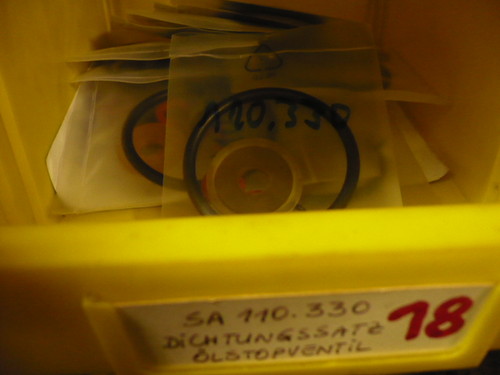 110.330
SA 110.330
DICHTUNGSSATZ
ÖLSTOPVENTIL
18